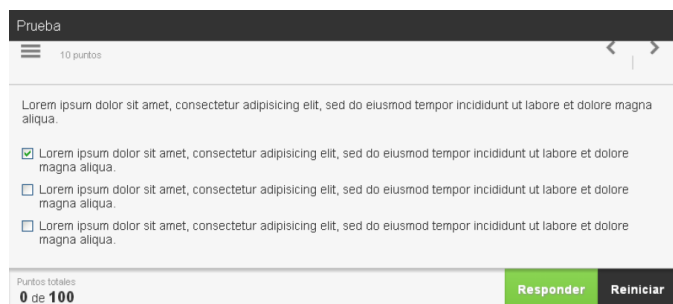 Prueba
10 puntos
Lorem ipsum dolor sit amet, consectetur adipisicing elit, sed do eiusmod tempor incididunt ut labore et dolore magna
aliqua.
Lorem ipsum dolor sit amet, consectetur adipisicing elit, sed do eiusmod tempor incididunt ut labore et dolore
magna aliqua.
Lorem ipsum dolor sit amet, consectetur adipisicing elit, sed do eiusmod tempor incididunt ut labore et dolore
magna aliqua.
Lorem ipsum dolor sit amet, consectetur adipisicing elit, sed do eiusmod tempor incididunt ut labore et dolore
magna aliqua.
Puntos totales
0 de 100
Responder
Reiniciar